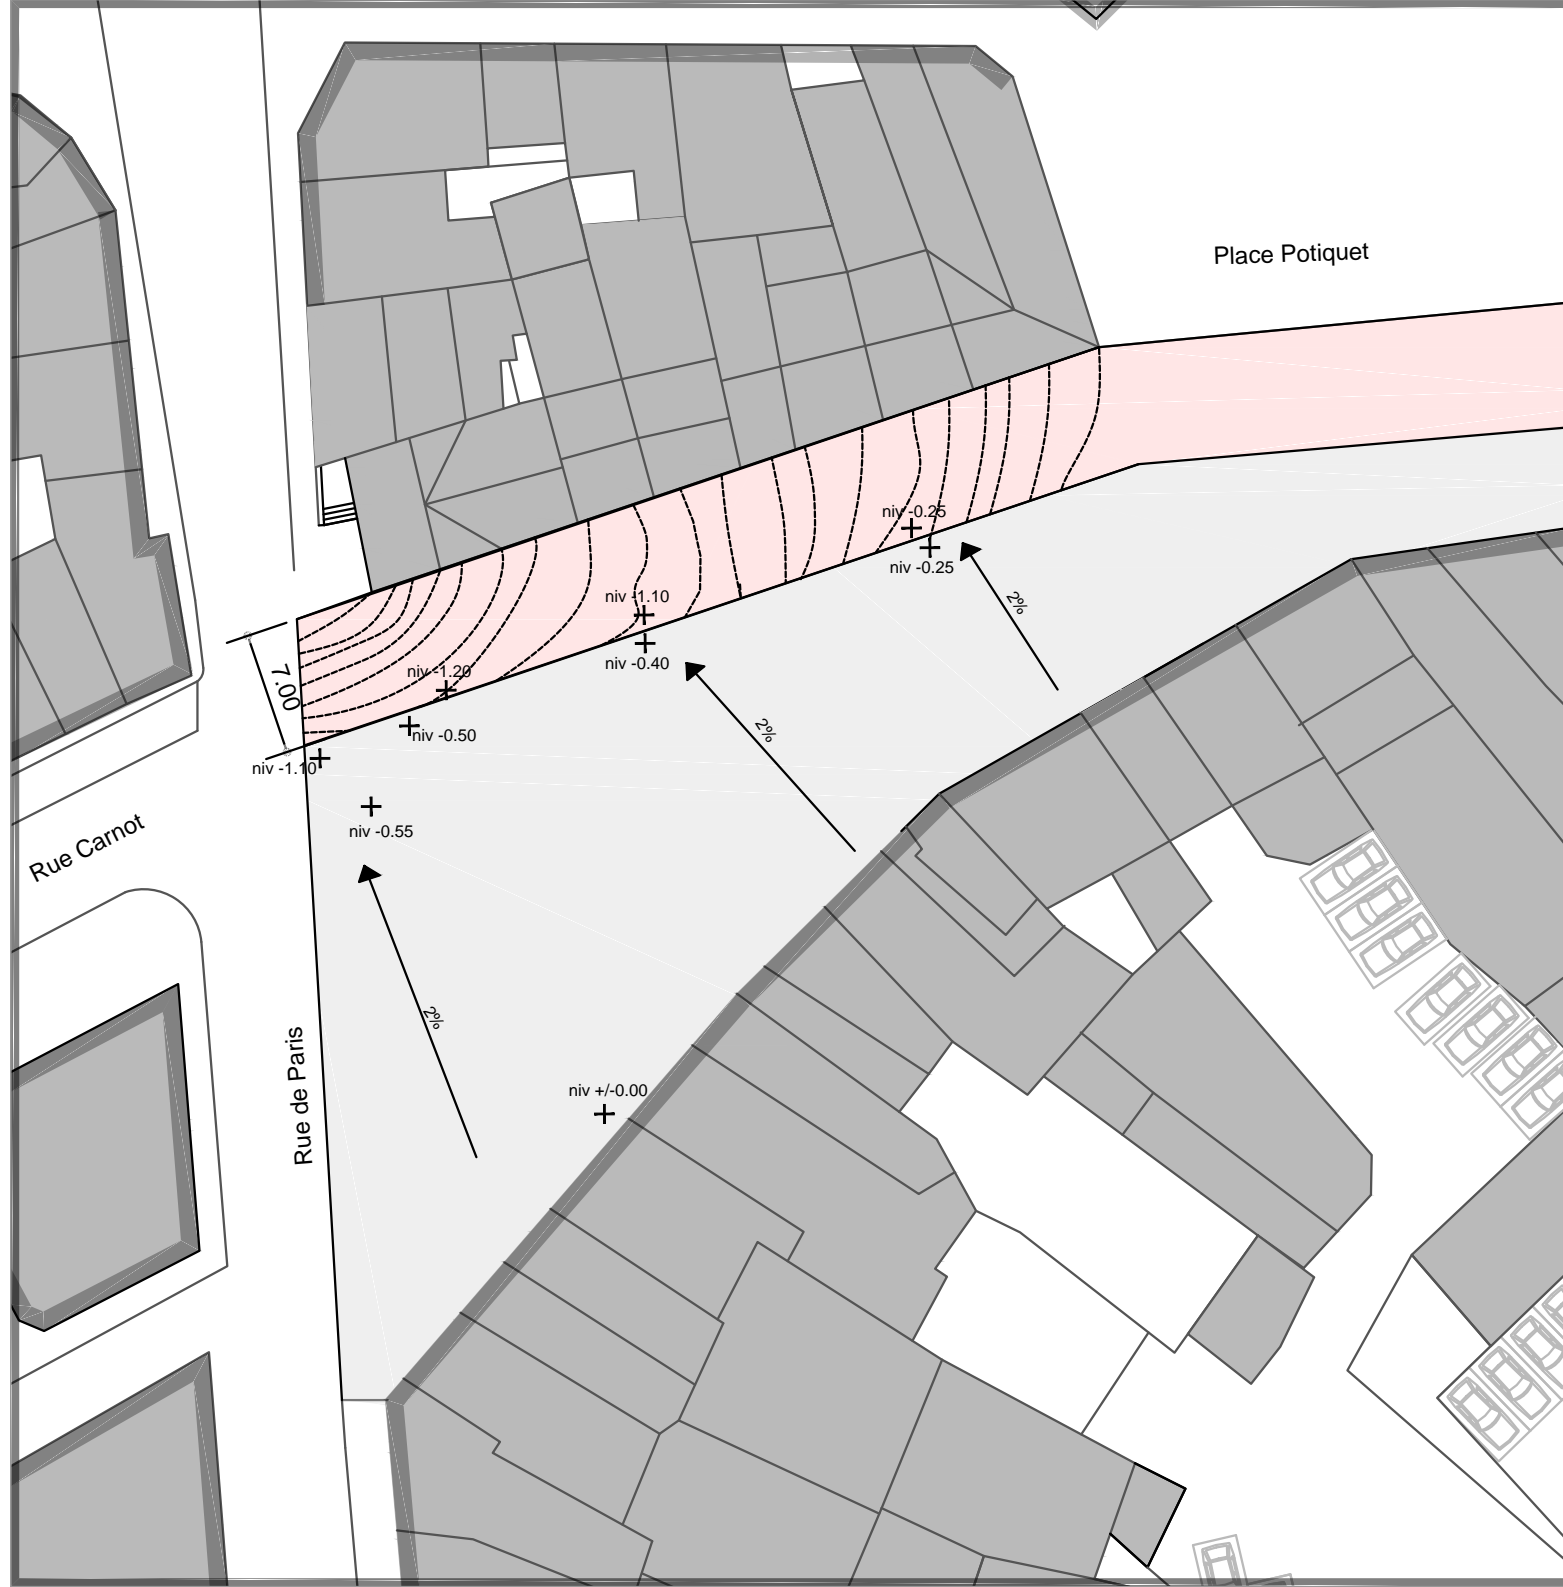 Place Potiquet
niv -0.25
niv -0.25
2%
niv -1.10
niv -0.40
7.00
niv -1.20
niv -0.50
2%
niv -1.10
niv -0.55
Rue Carnot
2%
Rue de Paris
niv +/-0.00